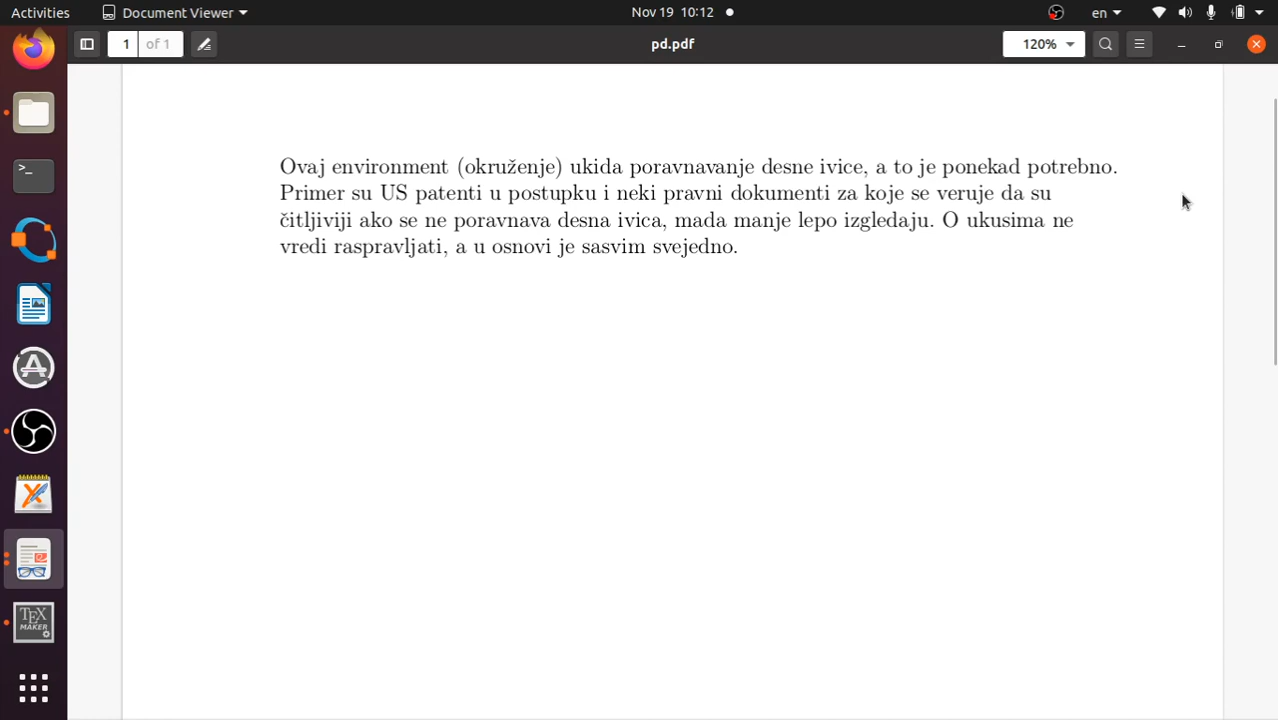 Activities
Document Viewer
Nov 19 10:12
en
1 of 1
pd.pdf
120%
Ovaj environment (okruženje) ukida poravnavanje desne ivice, a to je ponekad potrebno.
Primer su US patenti u postupku i neki pravni dokumenti za koje se veruje da su
čitljiviji ako se ne poravnava desna ivica, mada manje lepo izgledaju. O ukusima ne
vredi raspravljati, a u osnovi je sasvim svejedno.
>_
TEX
MAKER